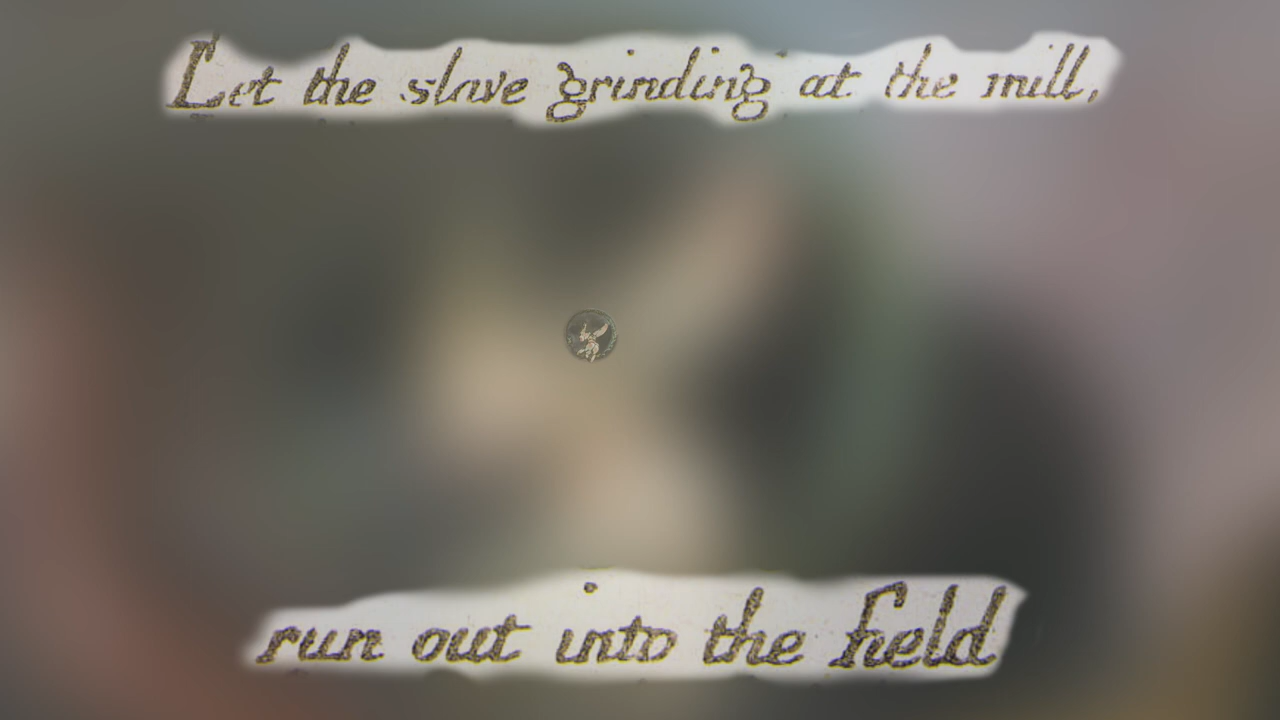 Let the slave grinding at the mill,
run out into the field